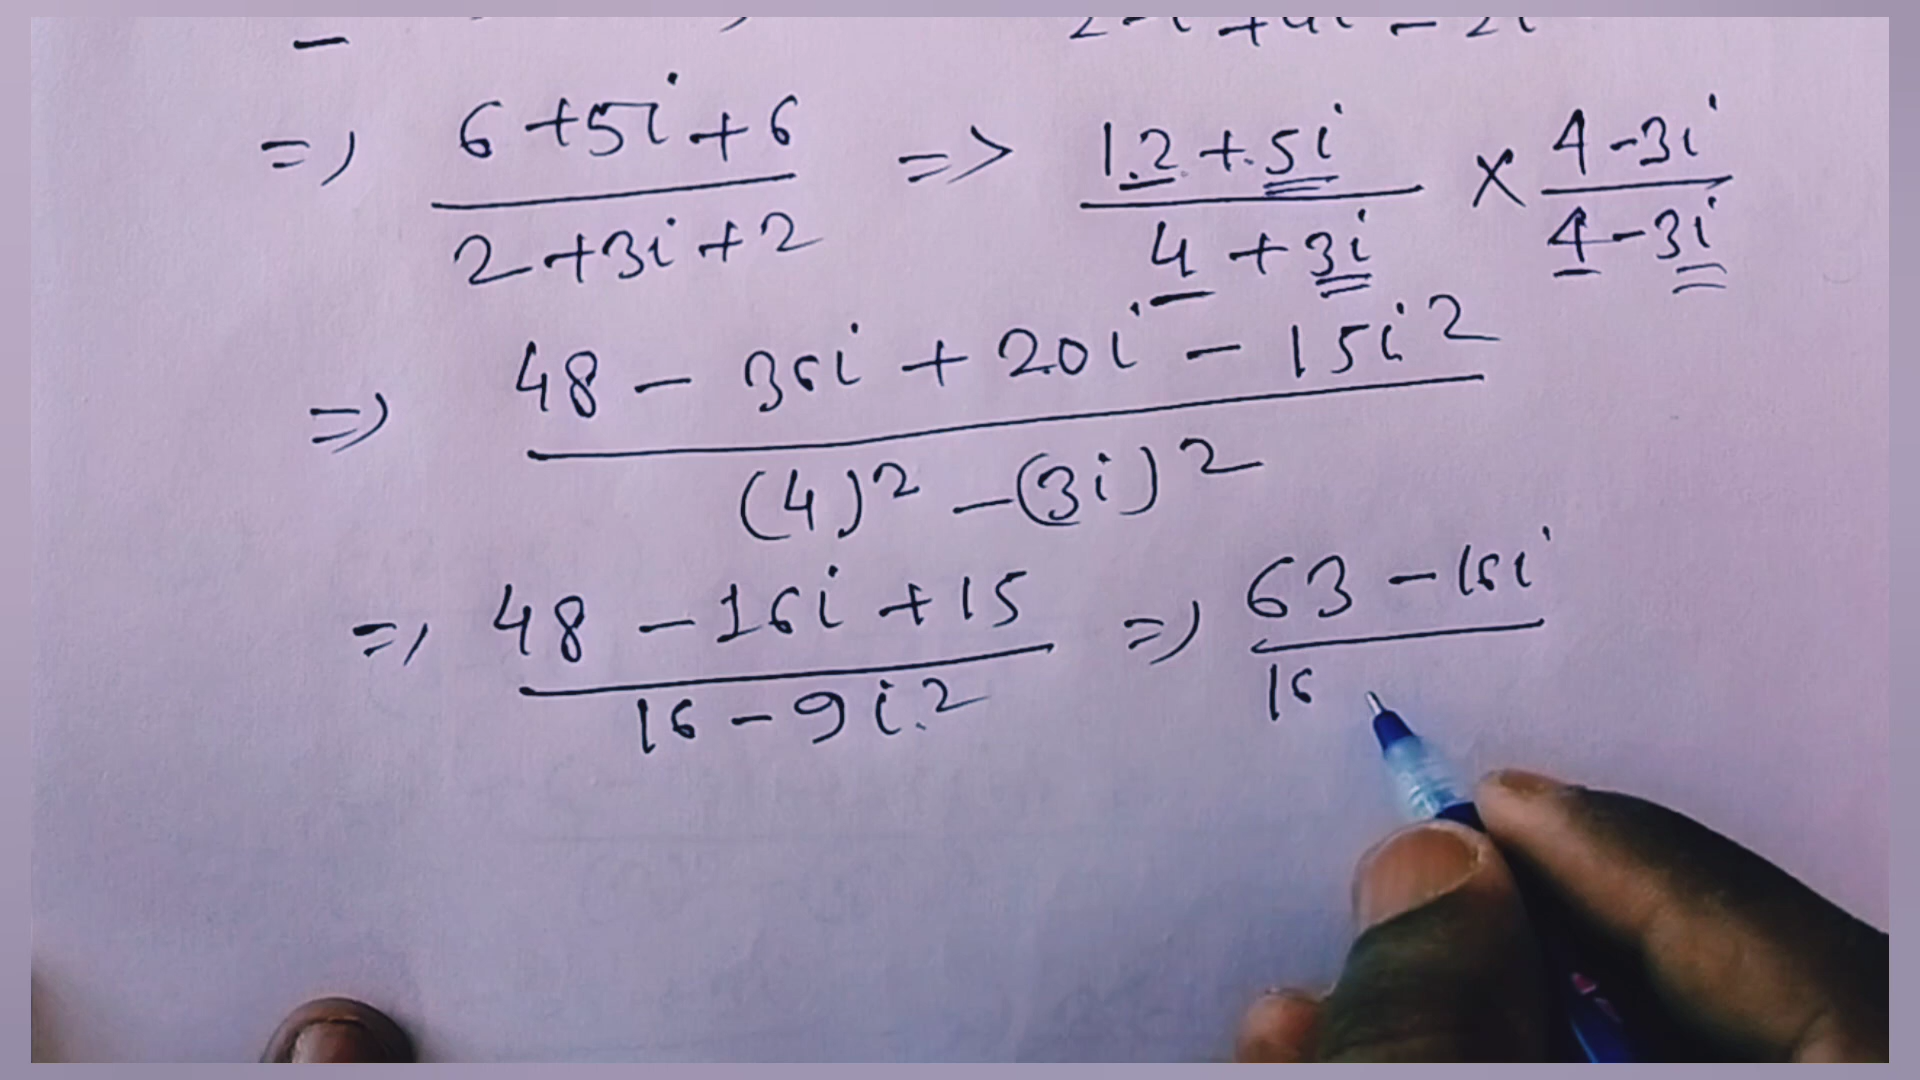 => (6+5i+6)/(2+3i+2) => (12+5i)/(4+3i) × (4-3i)/(4-3i)
=> (48-36i+20i-15i²)/((4)²-(3i)²)
=> (48-16i+15)/(16-9i²) => (63-16i)/16